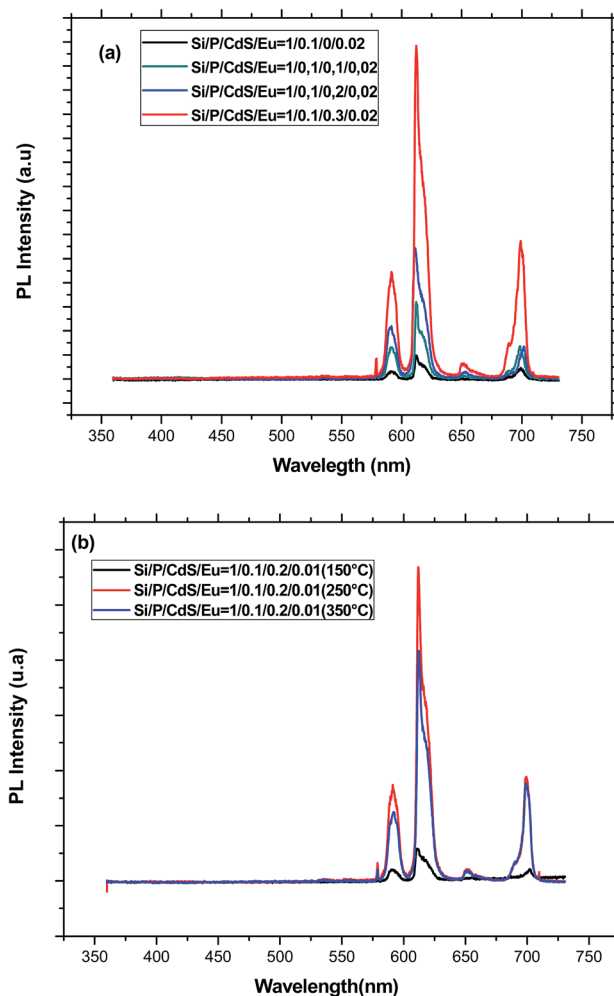 (a)
Si/P/CdS/Eu=1/0.1/0/0.02
Si/P/CdS/Eu=1/0,1/0,1/0,02
Si/P/CdS/Eu=1/0,1/0,2/0,02
Si/P/CdS/Eu=1/0.1/0.3/0.02
PL Intensity (a.u)
350 400 450 500 550 600 650 700 750
Wavelegth (nm)
(b)
Si/P/CdS/Eu=1/0.1/0.2/0.01(150°C)
Si/P/CdS/Eu=1/0.1/0.2/0.01(250°C)
Si/P/CdS/Eu=1/0.1/0.2/0.01(350°C)
PL Intensity (u.a)
350 400 450 500 550 600 650 700 750
Wavelength(nm)